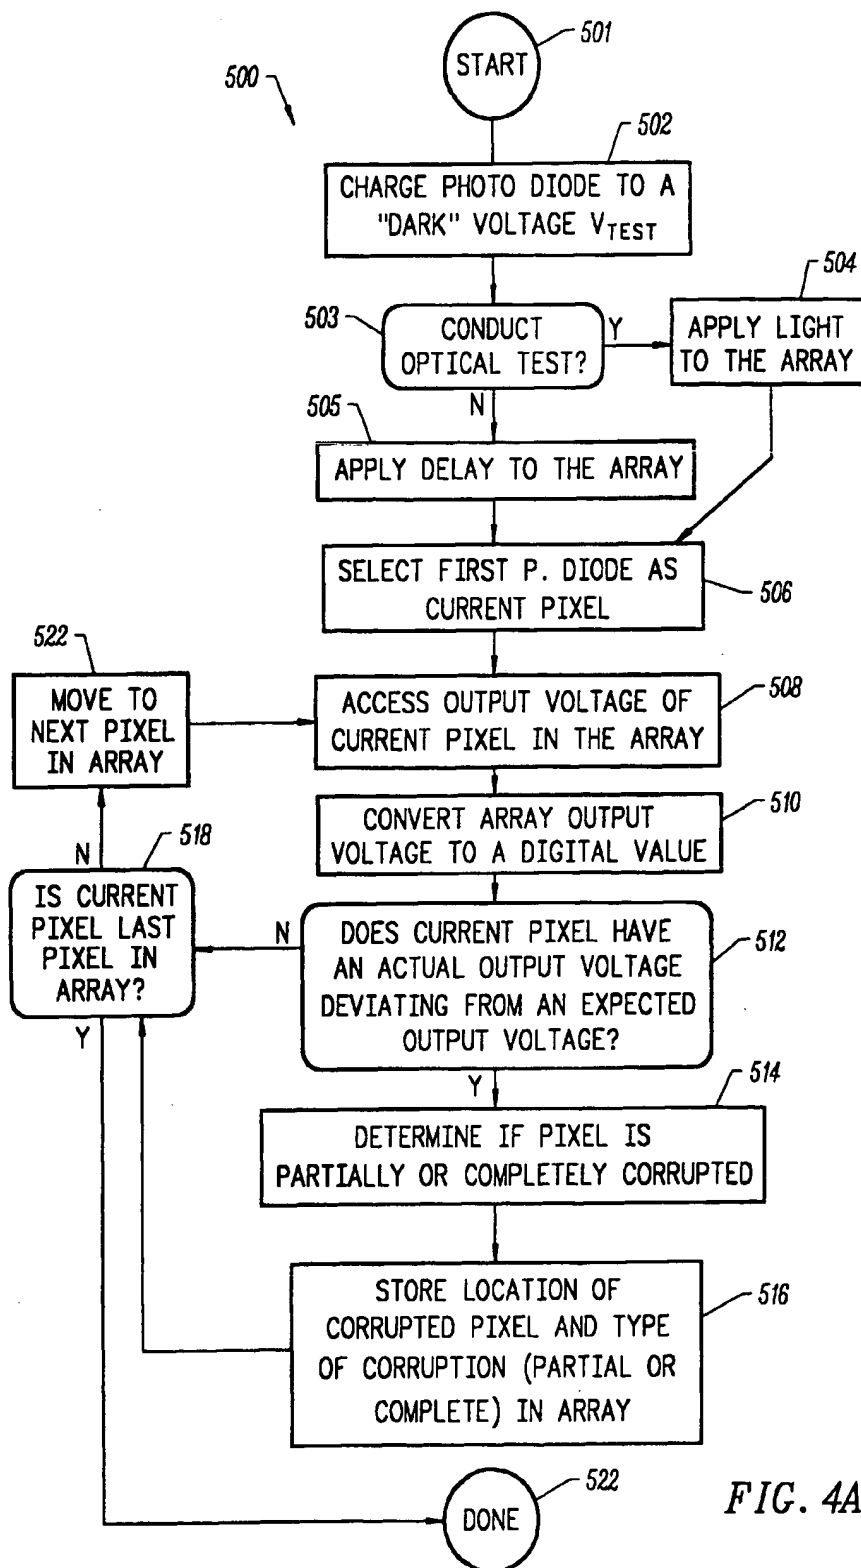 501
START
500
502
CHARGE PHOTO DIODE TO A
"DARK" VOLTAGE VTEST
504
503
CONDUCT
OPTICAL TEST?
Y
APPLY LIGHT
TO THE ARRAY
N
505
APPLY DELAY TO THE ARRAY
SELECT FIRST P. DIODE AS
CURRENT PIXEL
506
522
MOVE TO
NEXT PIXEL
IN ARRAY
ACCESS OUTPUT VOLTAGE OF
CURRENT PIXEL IN THE ARRAY
508
CONVERT ARRAY OUTPUT
VOLTAGE TO A DIGITAL VALUE
510
N
518
IS CURRENT
PIXEL LAST
PIXEL IN
ARRAY?
Y
N
DOES CURRENT PIXEL HAVE
AN ACTUAL OUTPUT VOLTAGE
DEVIATING FROM AN EXPECTED
OUTPUT VOLTAGE?
512
Y
514
DETERMINE IF PIXEL IS
PARTIALLY OR COMPLETELY CORRUPTED
STORE LOCATION OF
CORRUPTED PIXEL AND TYPE
OF CORRUPTION (PARTIAL OR
COMPLETE) IN ARRAY
516
522
DONE
FIG. 4A